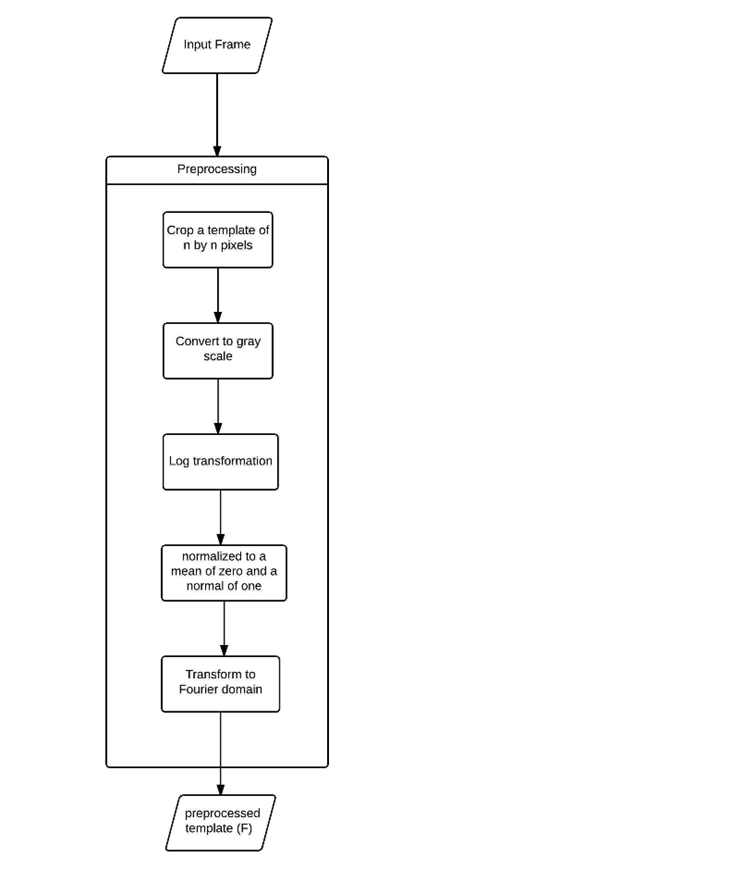 Input Frame
Preprocessing
Crop a template of
n by n pixels
Convert to gray
scale
Log transformation
normalized to a
mean of zero and a
normal of one
Transform to
Fourier domain
preprocessed
template (F)